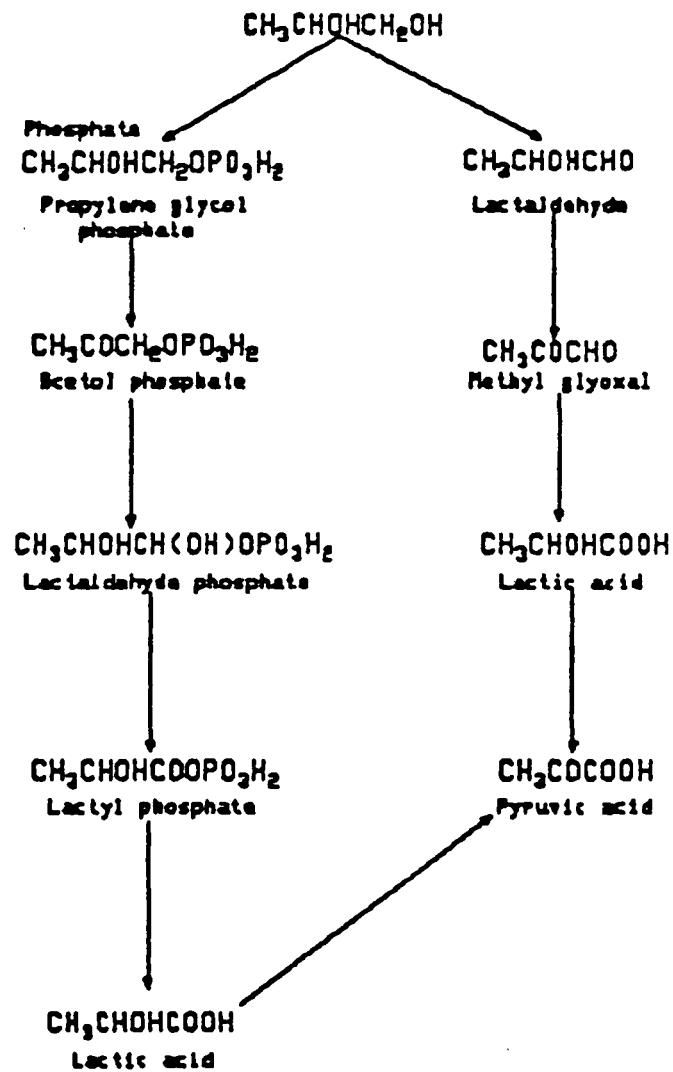 CH₃CHOHCH₂OH
Phosphate
CH₃CHOHCH₂OPO₃H₂
Propylene glycol
phosphate
CH₃CHOHCHO
Lactaldehyde
CH₃COCH₂OPO₃H₂
Acetol phosphate
CH₃COCHO
Methyl glyoxal
CH₃CHOHCH(OH)OPO₃H₂
Lactaldehyde phosphate
CH₃CHOHCOOH
Lactic acid
CH₃CHOHCOOPO₃H₂
Lactyl phosphate
CH₃COCOOH
Pyruvic acid
CH₃CHOHCOOH
Lactic acid